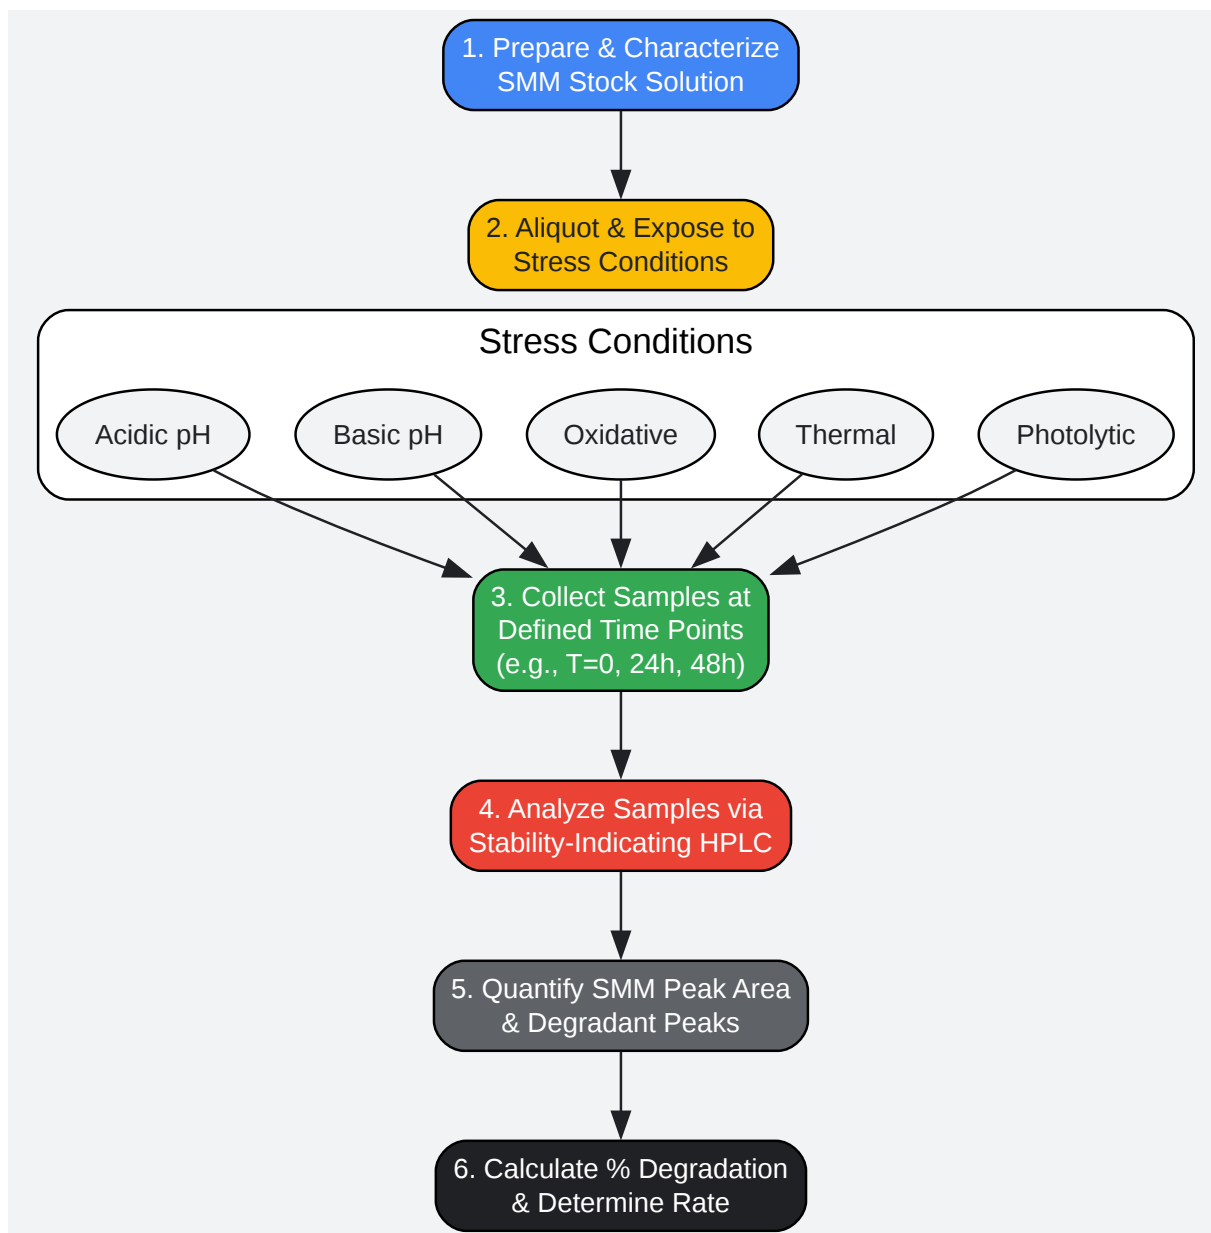 1. Prepare & Characterize
SMM Stock Solution
2. Aliquot & Expose to
Stress Conditions
Stress Conditions
Acidic pH
Basic pH
Oxidative
Thermal
Photolytic
3. Collect Samples at
Defined Time Points
(e.g., T=0, 24h, 48h)
4. Analyze Samples via
Stability-Indicating HPLC
5. Quantify SMM Peak Area
& Degradant Peaks
6. Calculate % Degradation
& Determine Rate